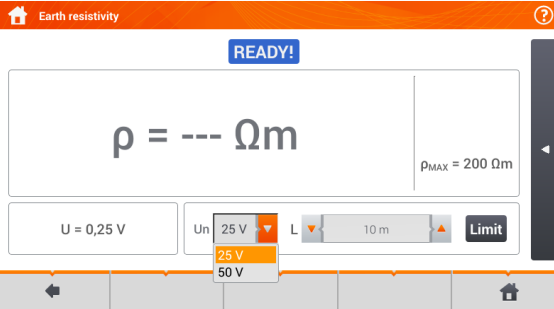 Earth resistivity
?
READY!
ρ = --- Ωm
ρMAX = 200 Ωm
U = 0,25 V
Un 25 V L 10 m Limit
25 V
50 V